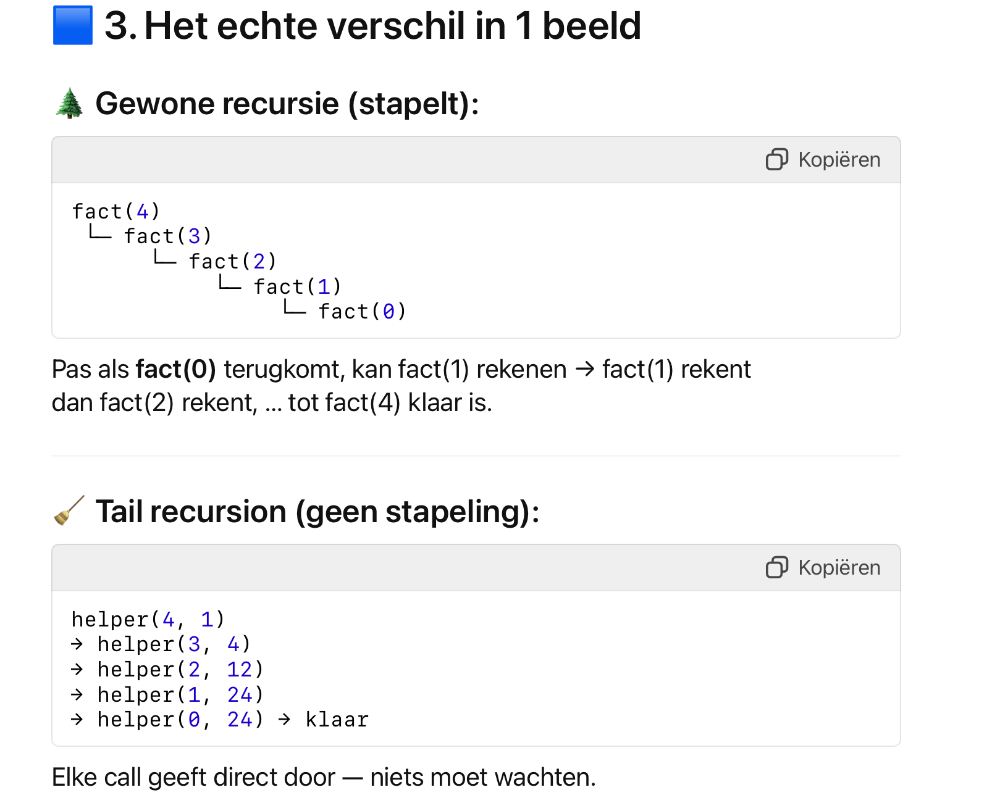 🟦 3. Het echte verschil in 1 beeld
🌲 Gewone recursie (stapelt):
Kopiëren
fact(4)
└─ fact(3)
└─ fact(2)
└─ fact(1)
└─ fact(0)
Pas als fact(0) terugkomt, kan fact(1) rekenen → fact(1) rekent
dan fact(2) rekent, ... tot fact(4) klaar is.
🧹 Tail recursion (geen stapeling):
Kopiëren
helper(4, 1)
→ helper(3, 4)
→ helper(2, 12)
→ helper(1, 24)
→ helper(0, 24) → klaar
Elke call geeft direct door — niets moet wachten.